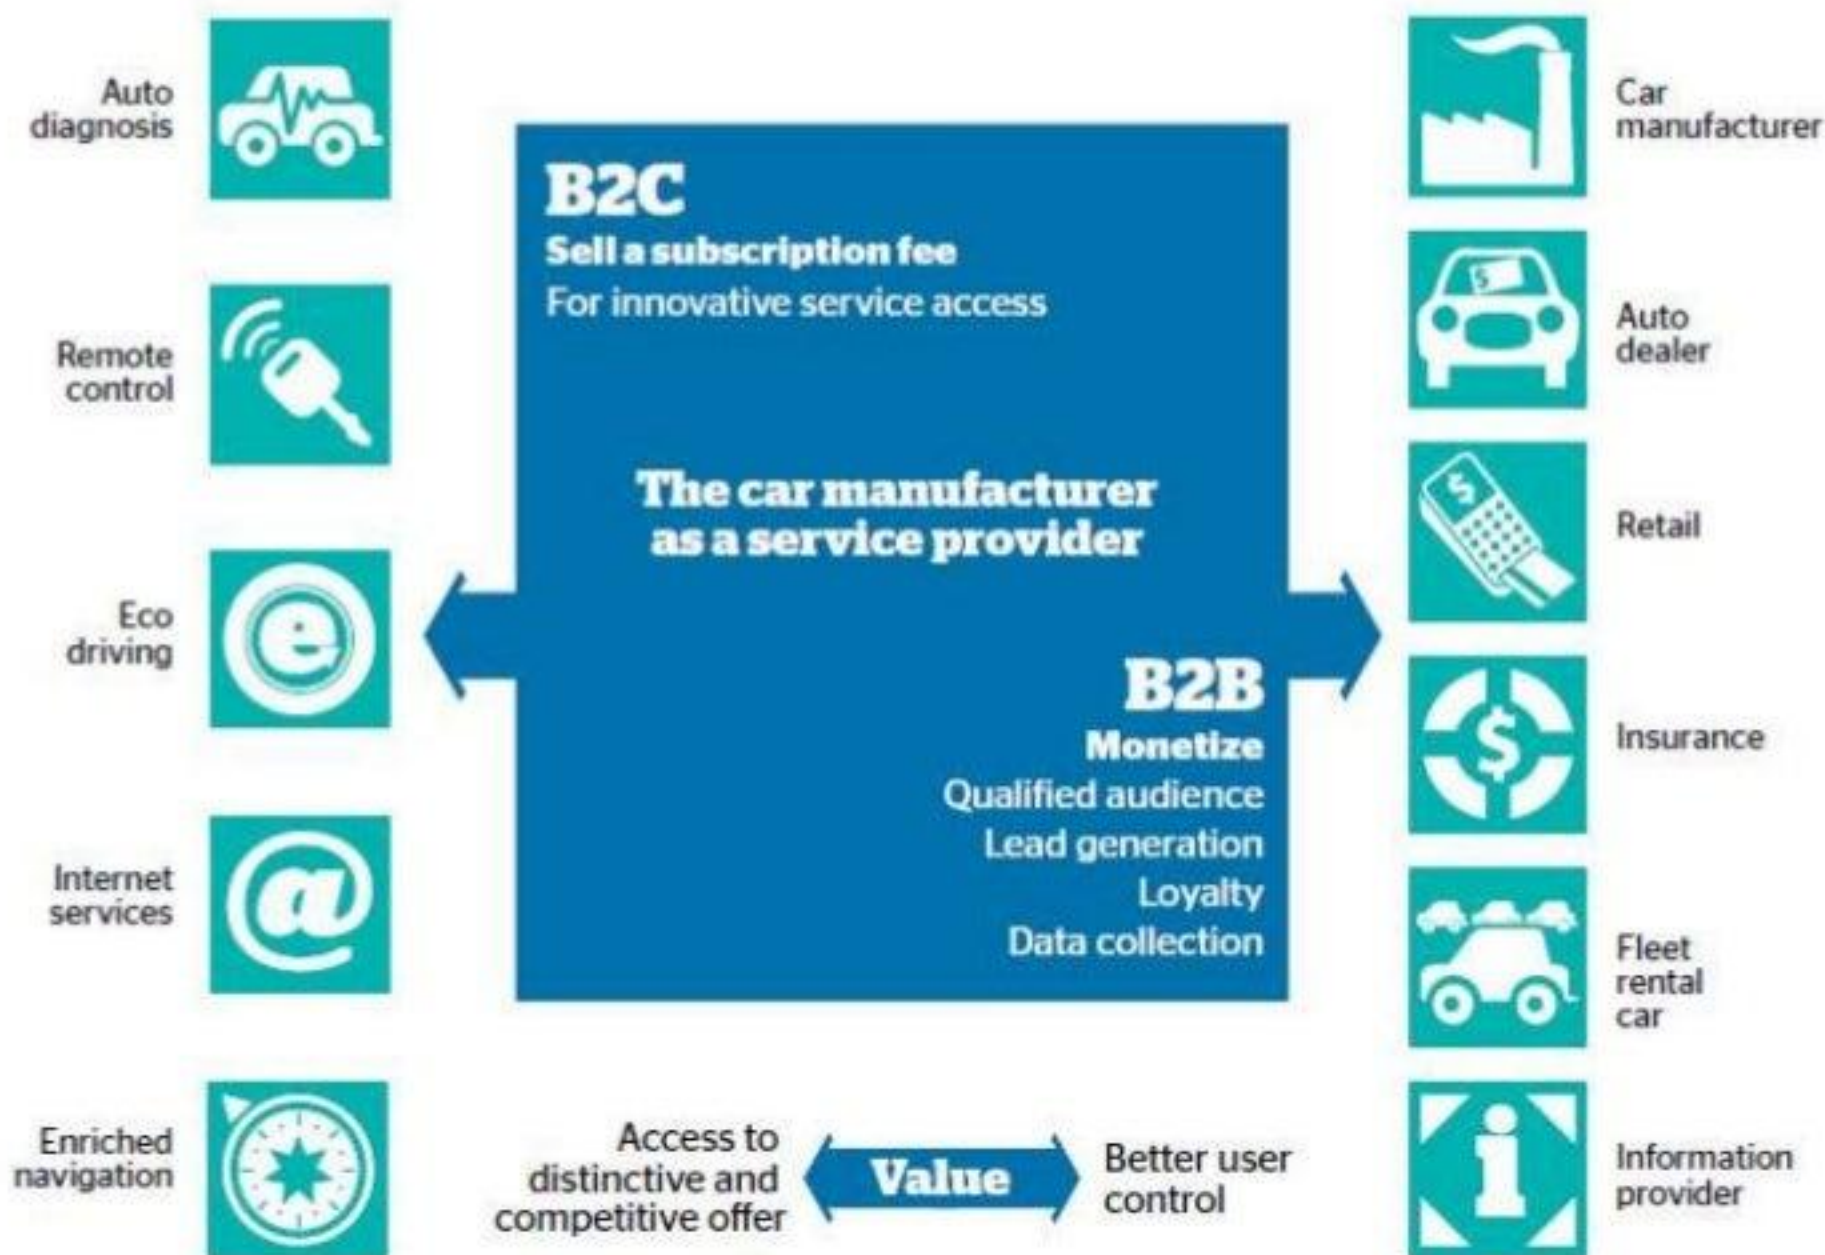 Auto
diagnosis
Remote
control
Eco
driving
Internet
services
Enriched
navigation
B2C
Sell a subscription fee
For innovative service access
The car manufacturer
as a service provider
B2B
Monetize
Qualified audience
Lead generation
Loyalty
Data collection
Access to
distinctive and
competitive offer
Value
Better user
control
Car
manufacturer
Auto
dealer
Retail
Insurance
Fleet
rental
car
Information
provider